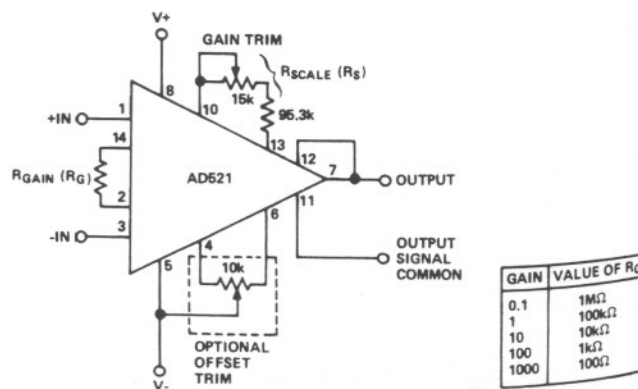 V+
GAIN TRIM
RSCALE (RS)
15k
95.3k
8
10
13
+IN
1
14
12
7
RGAIN (RG)
AD521
OUTPUT
2
11
6
-IN
3
4
5
10k
OUTPUT
SIGNAL
COMMON
OPTIONAL
OFFSET
TRIM
V-
GAIN VALUE OF RG
0.1 1MΩ
1 100kΩ
10 10kΩ
100 1kΩ
1000 100Ω